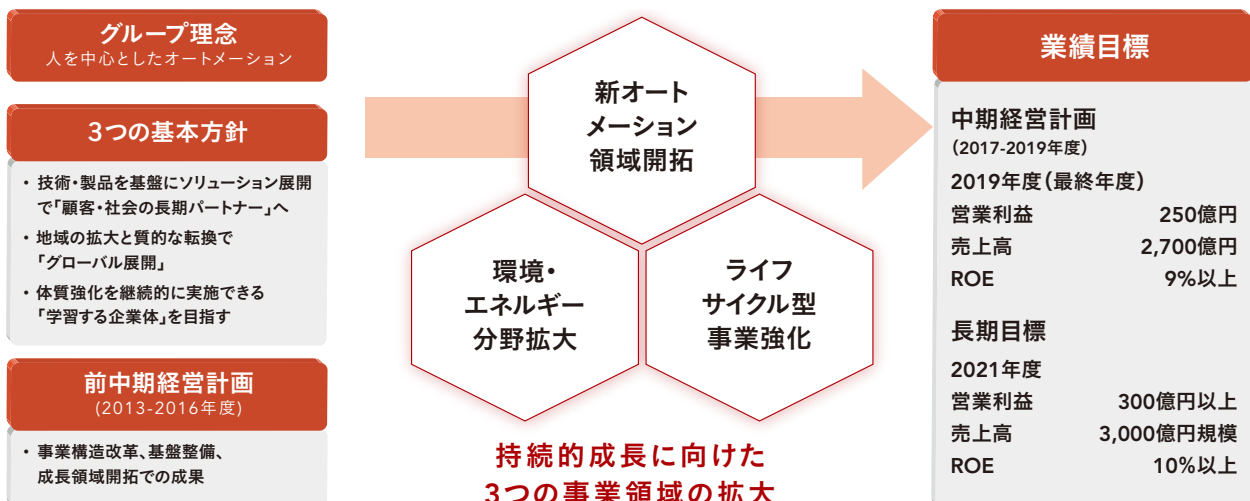 グループ理念
人を中心としたオートメーション
3つの基本方針
・技術・製品を基盤にソリューション展開
で「顧客・社会の長期パートナー」へ
・地域の拡大と質的な転換で
「グローバル展開」
・体質強化を継続的に実施できる
「学習する企業体」を目指す
前中期経営計画
(2013-2016年度)
・事業構造改革、基盤整備、
成長領域開拓での成果
新オート
メーション
領域開拓
環境・
エネルギー
分野拡大
ライフ
サイクル型
事業強化
持続的成長に向けた
3つの事業領域の拡大
業績目標
中期経営計画
(2017-2019年度)
2019年度(最終年度)
営業利益 250億円
売上高 2,700億円
ROE 9%以上
長期目標
2021年度
営業利益 300億円以上
売上高 3,000億円規模
ROE 10%以上